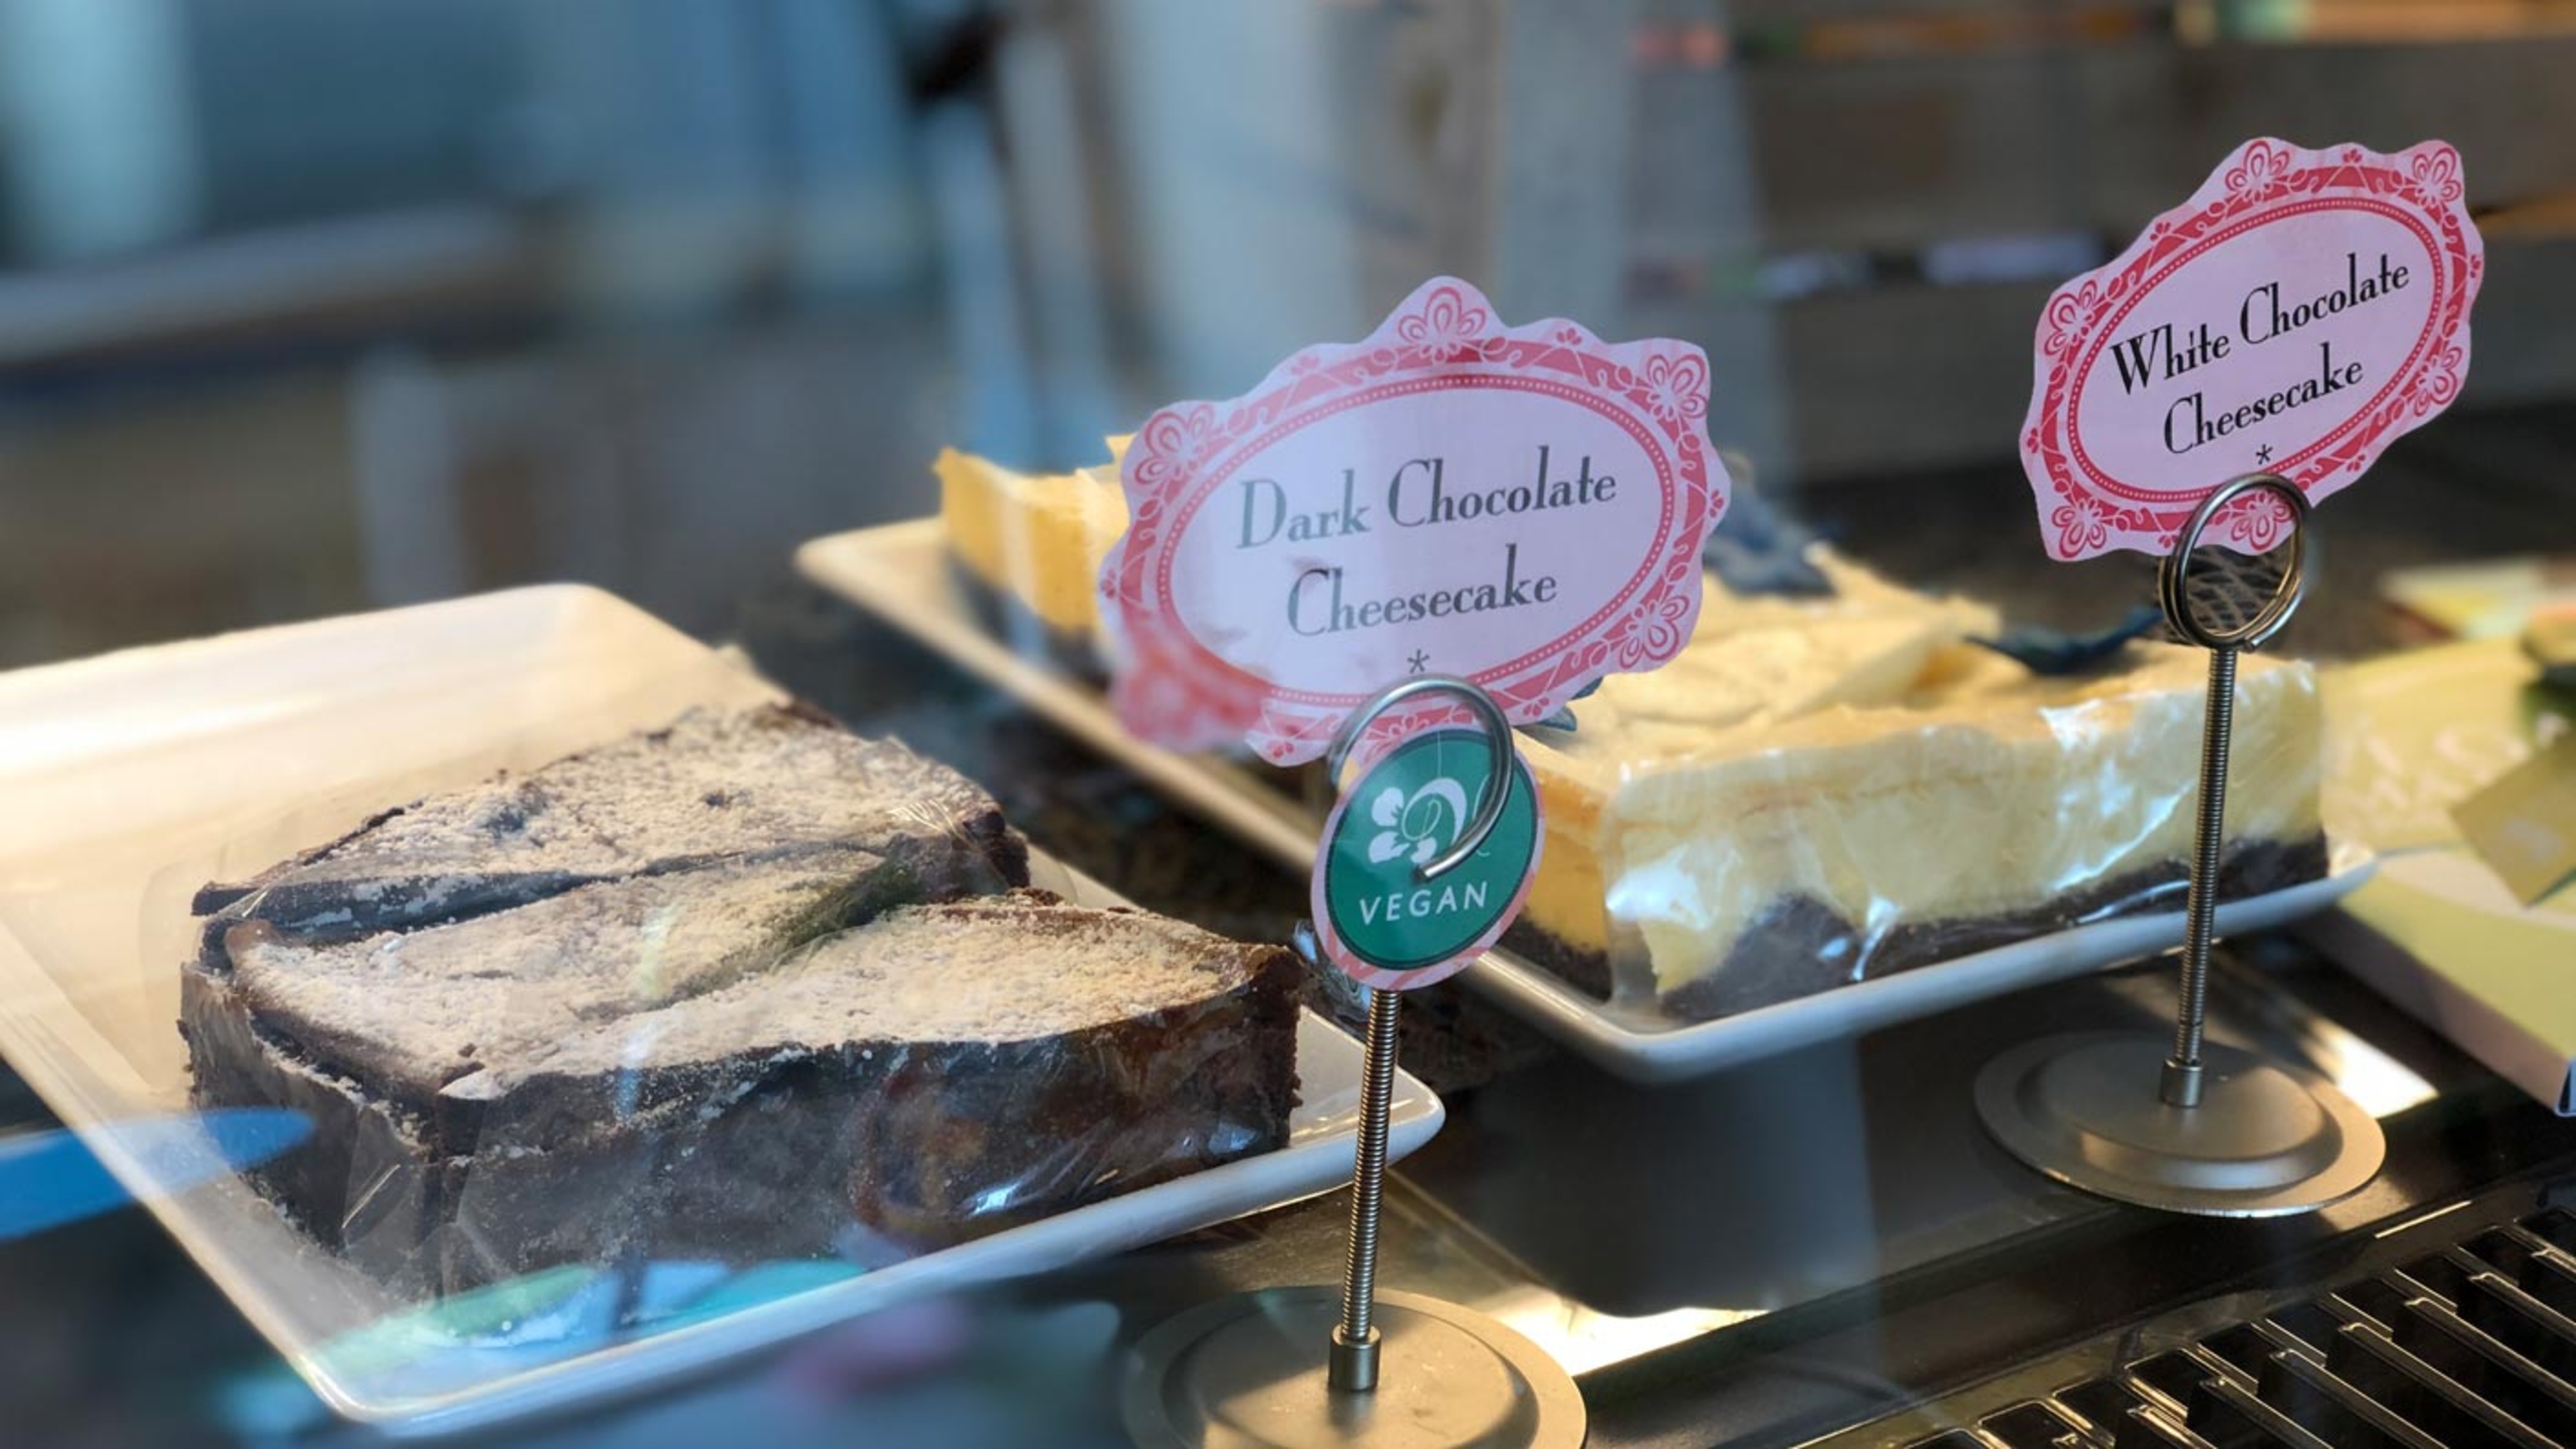 Dark Chocolate
Cheesecake
*
VEGAN
White Chocolate
Cheesecake
*